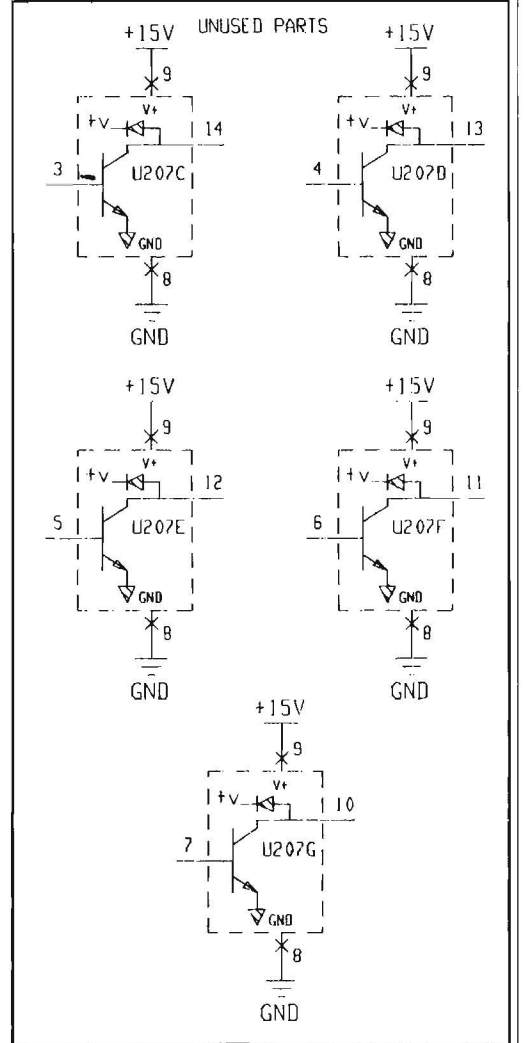 UNUSED PARTS
+15V
9
V+
+V
14
3
U207C
GND
8
GND
+15V
9
V+
+V
13
4
U207D
GND
8
GND
+15V
9
V+
+V
12
5
U207E
GND
8
GND
+15V
9
V+
+V
11
6
U207F
GND
8
GND
+15V
9
V+
+V
10
7
U207G
GND
8
GND